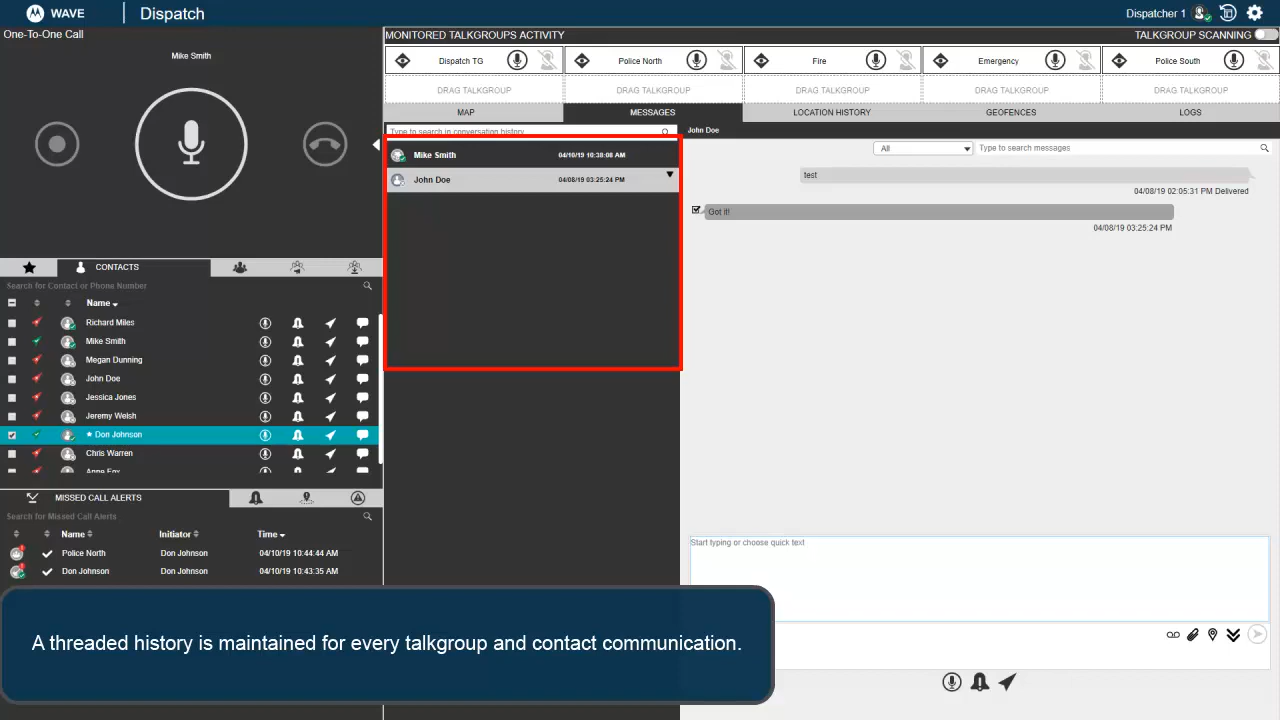 WAVE
Dispatch
Dispatcher 1
One-To-One Call
Mike Smith
MONITORED TALKGROUPS ACTIVITY
TALKGROUP SCANNING
Dispatch TG
Police North
Fire
Emergency
Police South
DRAG TALKGROUP
DRAG TALKGROUP
DRAG TALKGROUP
DRAG TALKGROUP
DRAG TALKGROUP
MAP
MESSAGES
LOCATION HISTORY
GEOFENCES
LOGS
Type to search in conversation history
Mike Smith 04/10/19 10:38:08 AM
John Doe 04/08/19 03:25:24 PM
John Doe
All
Type to search messages
test
04/08/19 02:05:31 PM Delivered
Got it!
04/08/19 03:25:24 PM
Start typing or choose quick text
CONTACTS
Search for Contact or Phone Number
Name
Richard Miles
Mike Smith
Megan Dunning
John Doe
Jessica Jones
Jeremy Welsh
Don Johnson
Chris Warren
Anne Fox
MISSED CALL ALERTS
Search for Missed Call Alerts
Name Initiator Time
Police North Don Johnson 04/10/19 10:44:44 AM
Don Johnson Don Johnson 04/10/19 10:43:35 AM
A threaded history is maintained for every talkgroup and contact communication.